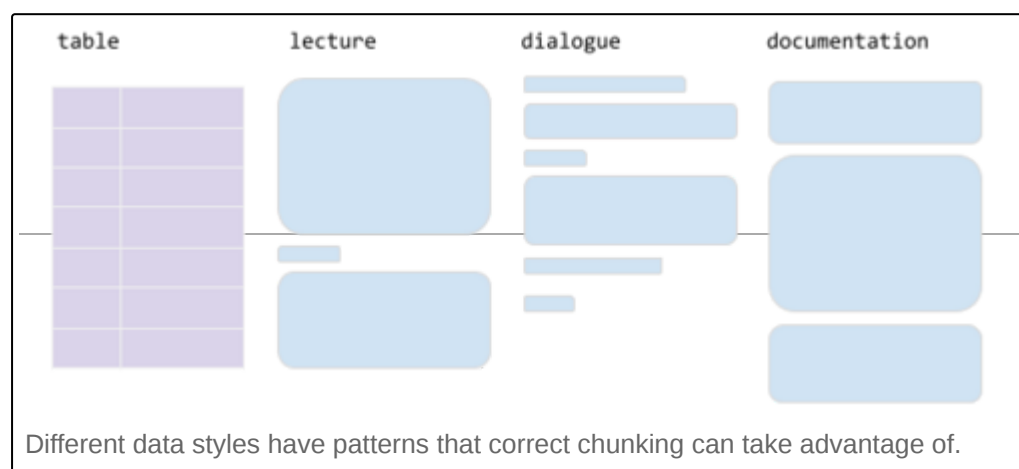 table lecture dialogue documentation
Different data styles have patterns that correct chunking can take advantage of.